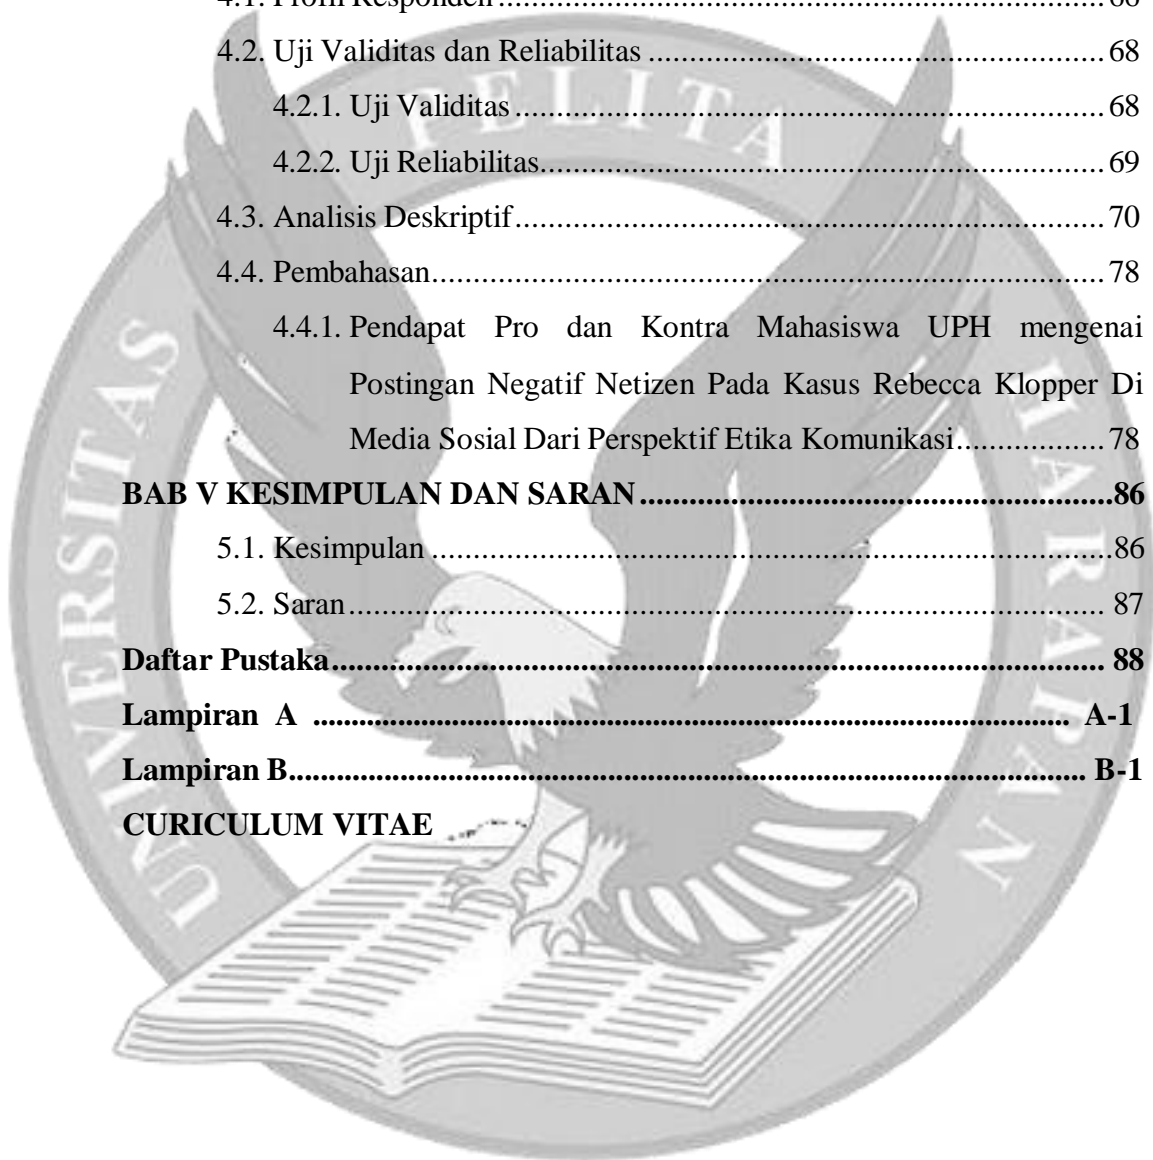 4.1. Profil Responden.......................................................................... 66
4.2. Uji Validitas dan Reliabilitas ....................................................... 68
4.2.1. Uji Validitas ....................................................................... 68
4.2.2. Uji Reliabilitas.................................................................... 69
4.3. Analisis Deskriptif....................................................................... 70
4.4. Pembahasan................................................................................. 78
4.4.1. Pendapat Pro dan Kontra Mahasiswa UPH mengenai
Postingan Negatif Netizen Pada Kasus Rebecca Klopper Di
Media Sosial Dari Perspektif Etika Komunikasi.................. 78
BAB V KESIMPULAN DAN SARAN............................................................86
5.1. Kesimpulan ..................................................................................86
5.2. Saran........................................................................................... 87
Daftar Pustaka................................................................................................ 88
Lampiran A .............................................................................................. A-1
Lampiran B................................................................................................... B-1
CURICULUM VITAE
UNIVERSITAS PELITA HARAPAN